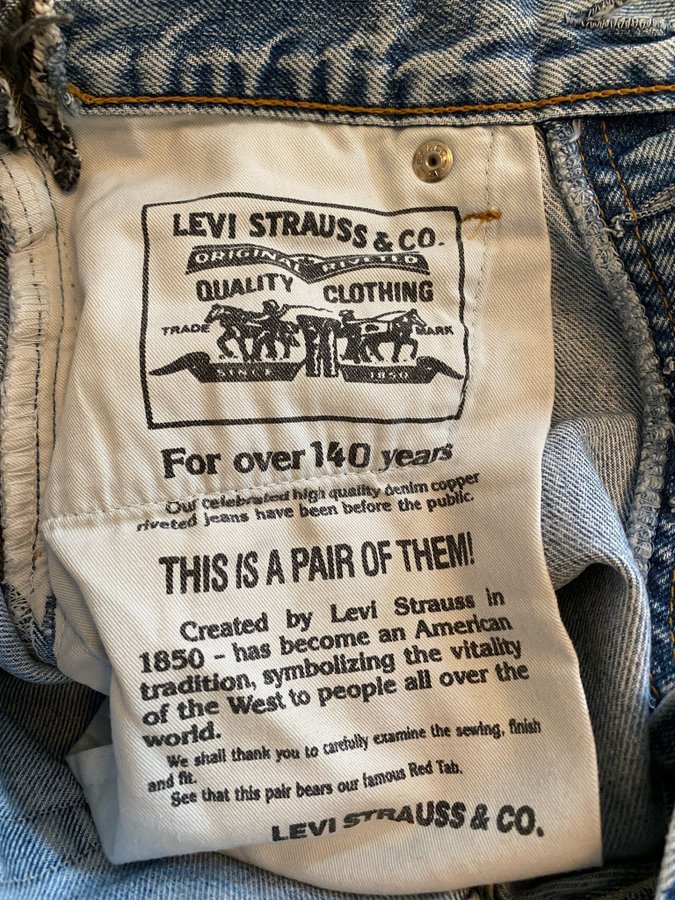 LEVI STRAUSS & CO.
ORIGINAL RIVETED
QUALITY CLOTHING
TRADE MARK
SINCE 1850
For over 140 years
Our celebrated high quality denim copper
riveted jeans have been before the public.
THIS IS A PAIR OF THEM!
Created by Levi Strauss in
1850 - has become an American
tradition, symbolizing the vitality
of the West to people all over the
world.
We shall thank you to carefully examine the sewing, finish
and fit.
See that this pair bears our famous Red Tab.
LEVI STRAUSS & CO.